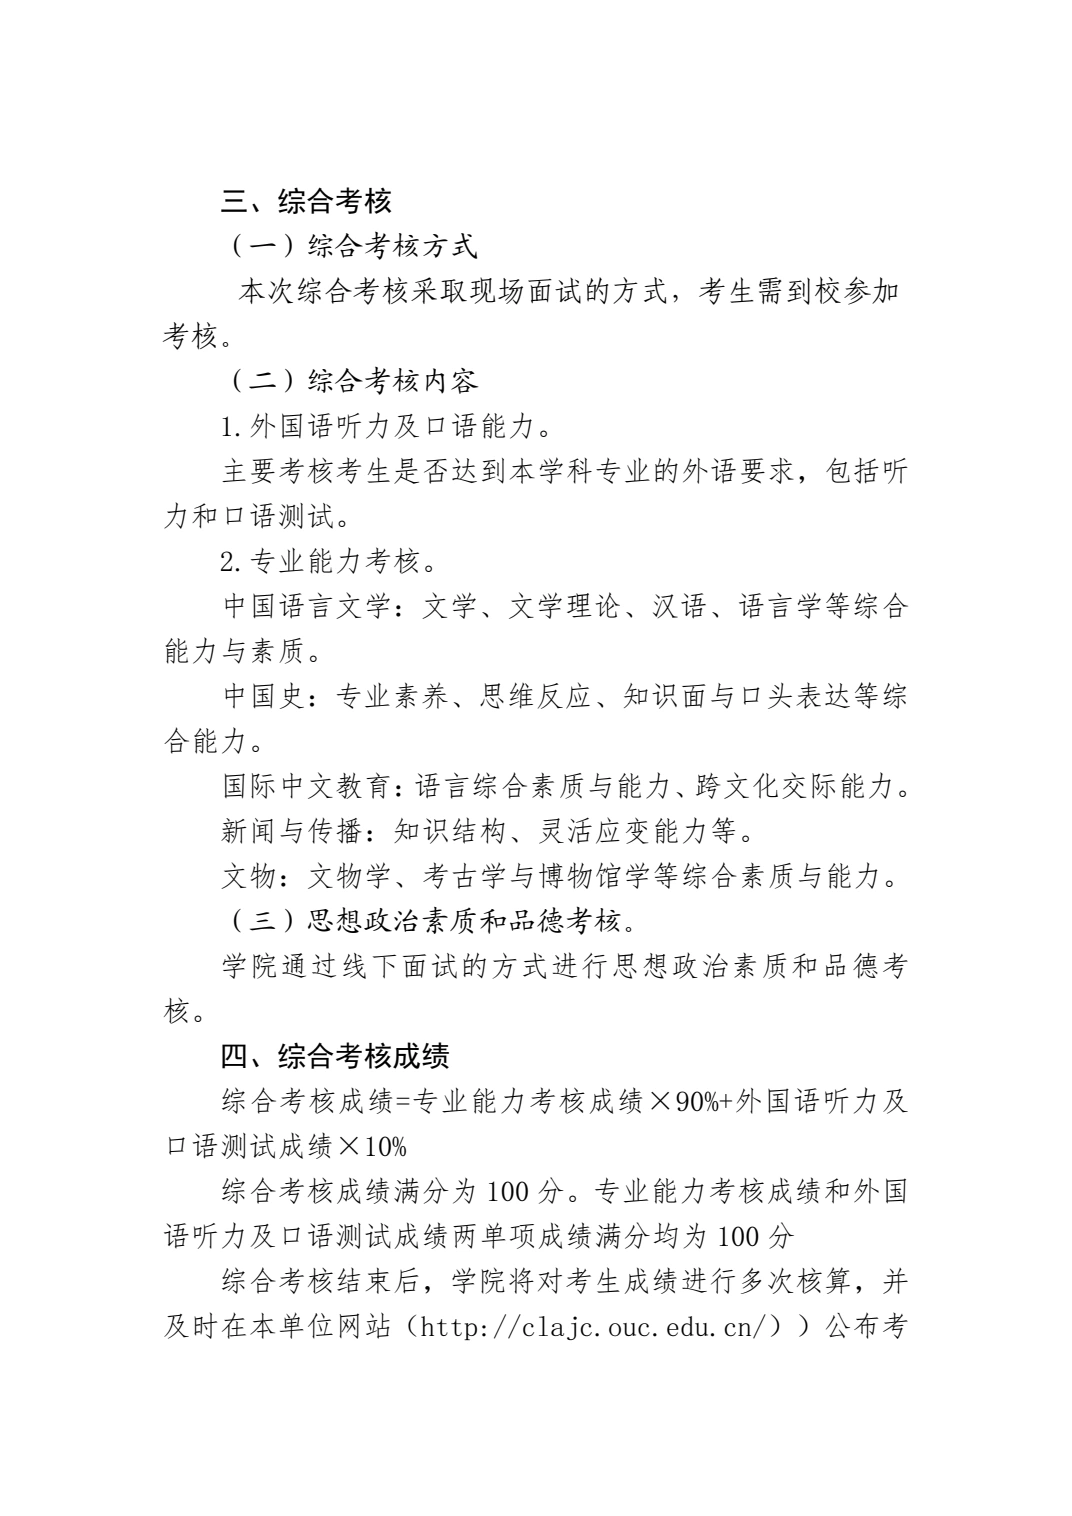 三、综合考核
（一）综合考核方式
本次综合考核采取现场面试的方式，考生需到校参加
考核。
（二）综合考核内容
1.外国语听力及口语能力。
主要考核考生是否达到本学科专业的外语要求，包括听
力和口语测试。
2.专业能力考核。
中国语言文学：文学、文学理论、汉语、语言学等综合
能力与素质。
中国史：专业素养、思维反应、知识面与口头表达等综
合能力。
国际中文教育：语言综合素质与能力、跨文化交际能力。
新闻与传播：知识结构、灵活应变能力等。
文物：文物学、考古学与博物馆学等综合素质与能力。
（三）思想政治素质和品德考核。
学院通过线下面试的方式进行思想政治素质和品德考
核。
四、综合考核成绩
综合考核成绩=专业能力考核成绩×90%+外国语听力及
口语测试成绩×10%
综合考核成绩满分为 100 分。专业能力考核成绩和外国
语听力及口语测试成绩两单项成绩满分均为 100 分
综合考核结束后，学院将对考生成绩进行多次核算，并
及时在本单位网站（http://clajc.ouc.edu.cn/））公布考